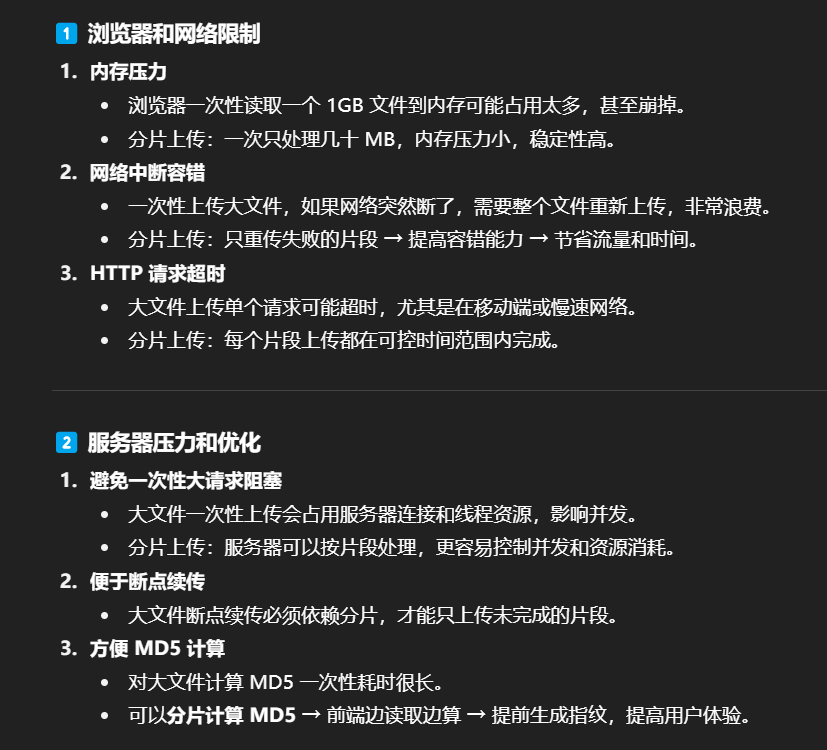 1 浏览器和网络限制
1. 内存压力
• 浏览器一次性读取一个 1GB 文件到内存可能占用太多，甚至崩掉。
• 分片上传：一次只处理几十 MB，内存压力小，稳定性高。
2. 网络中断容错
• 一次性上传大文件，如果网络突然断了，需要整个文件重新上传，非常浪费。
• 分片上传：只重传失败的片段 → 提高容错能力 → 节省流量和时间。
3. HTTP 请求超时
• 大文件上传单个请求可能超时，尤其是在移动端或慢速网络。
• 分片上传：每个片段上传都在可控时间范围内完成。
2 服务器压力和优化
1. 避免一次性大请求阻塞
• 大文件一次性上传会占用服务器连接和线程资源，影响并发。
• 分片上传：服务器可以按片段处理，更容易控制并发和资源消耗。
2. 便于断点续传
• 大文件断点续传必须依赖分片，才能只上传未完成的片段。
3. 方便 MD5 计算
• 对大文件计算 MD5 一次性耗时很长。
• 可以分片计算 MD5 → 前端边读取边算 → 提前生成指纹，提高用户体验。